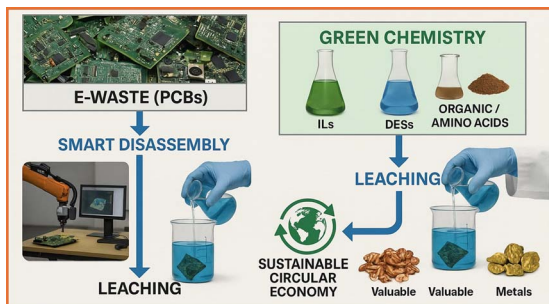 E-WASTE (PCBs)
SMART DISASSEMBLY
LEACHING
GREEN CHEMISTRY
ILs
DESs
ORGANIC /
AMINO ACIDS
LEACHING
SUSTAINABLE
CIRCULAR
ECONOMY
Valuable
Valuable
Metals